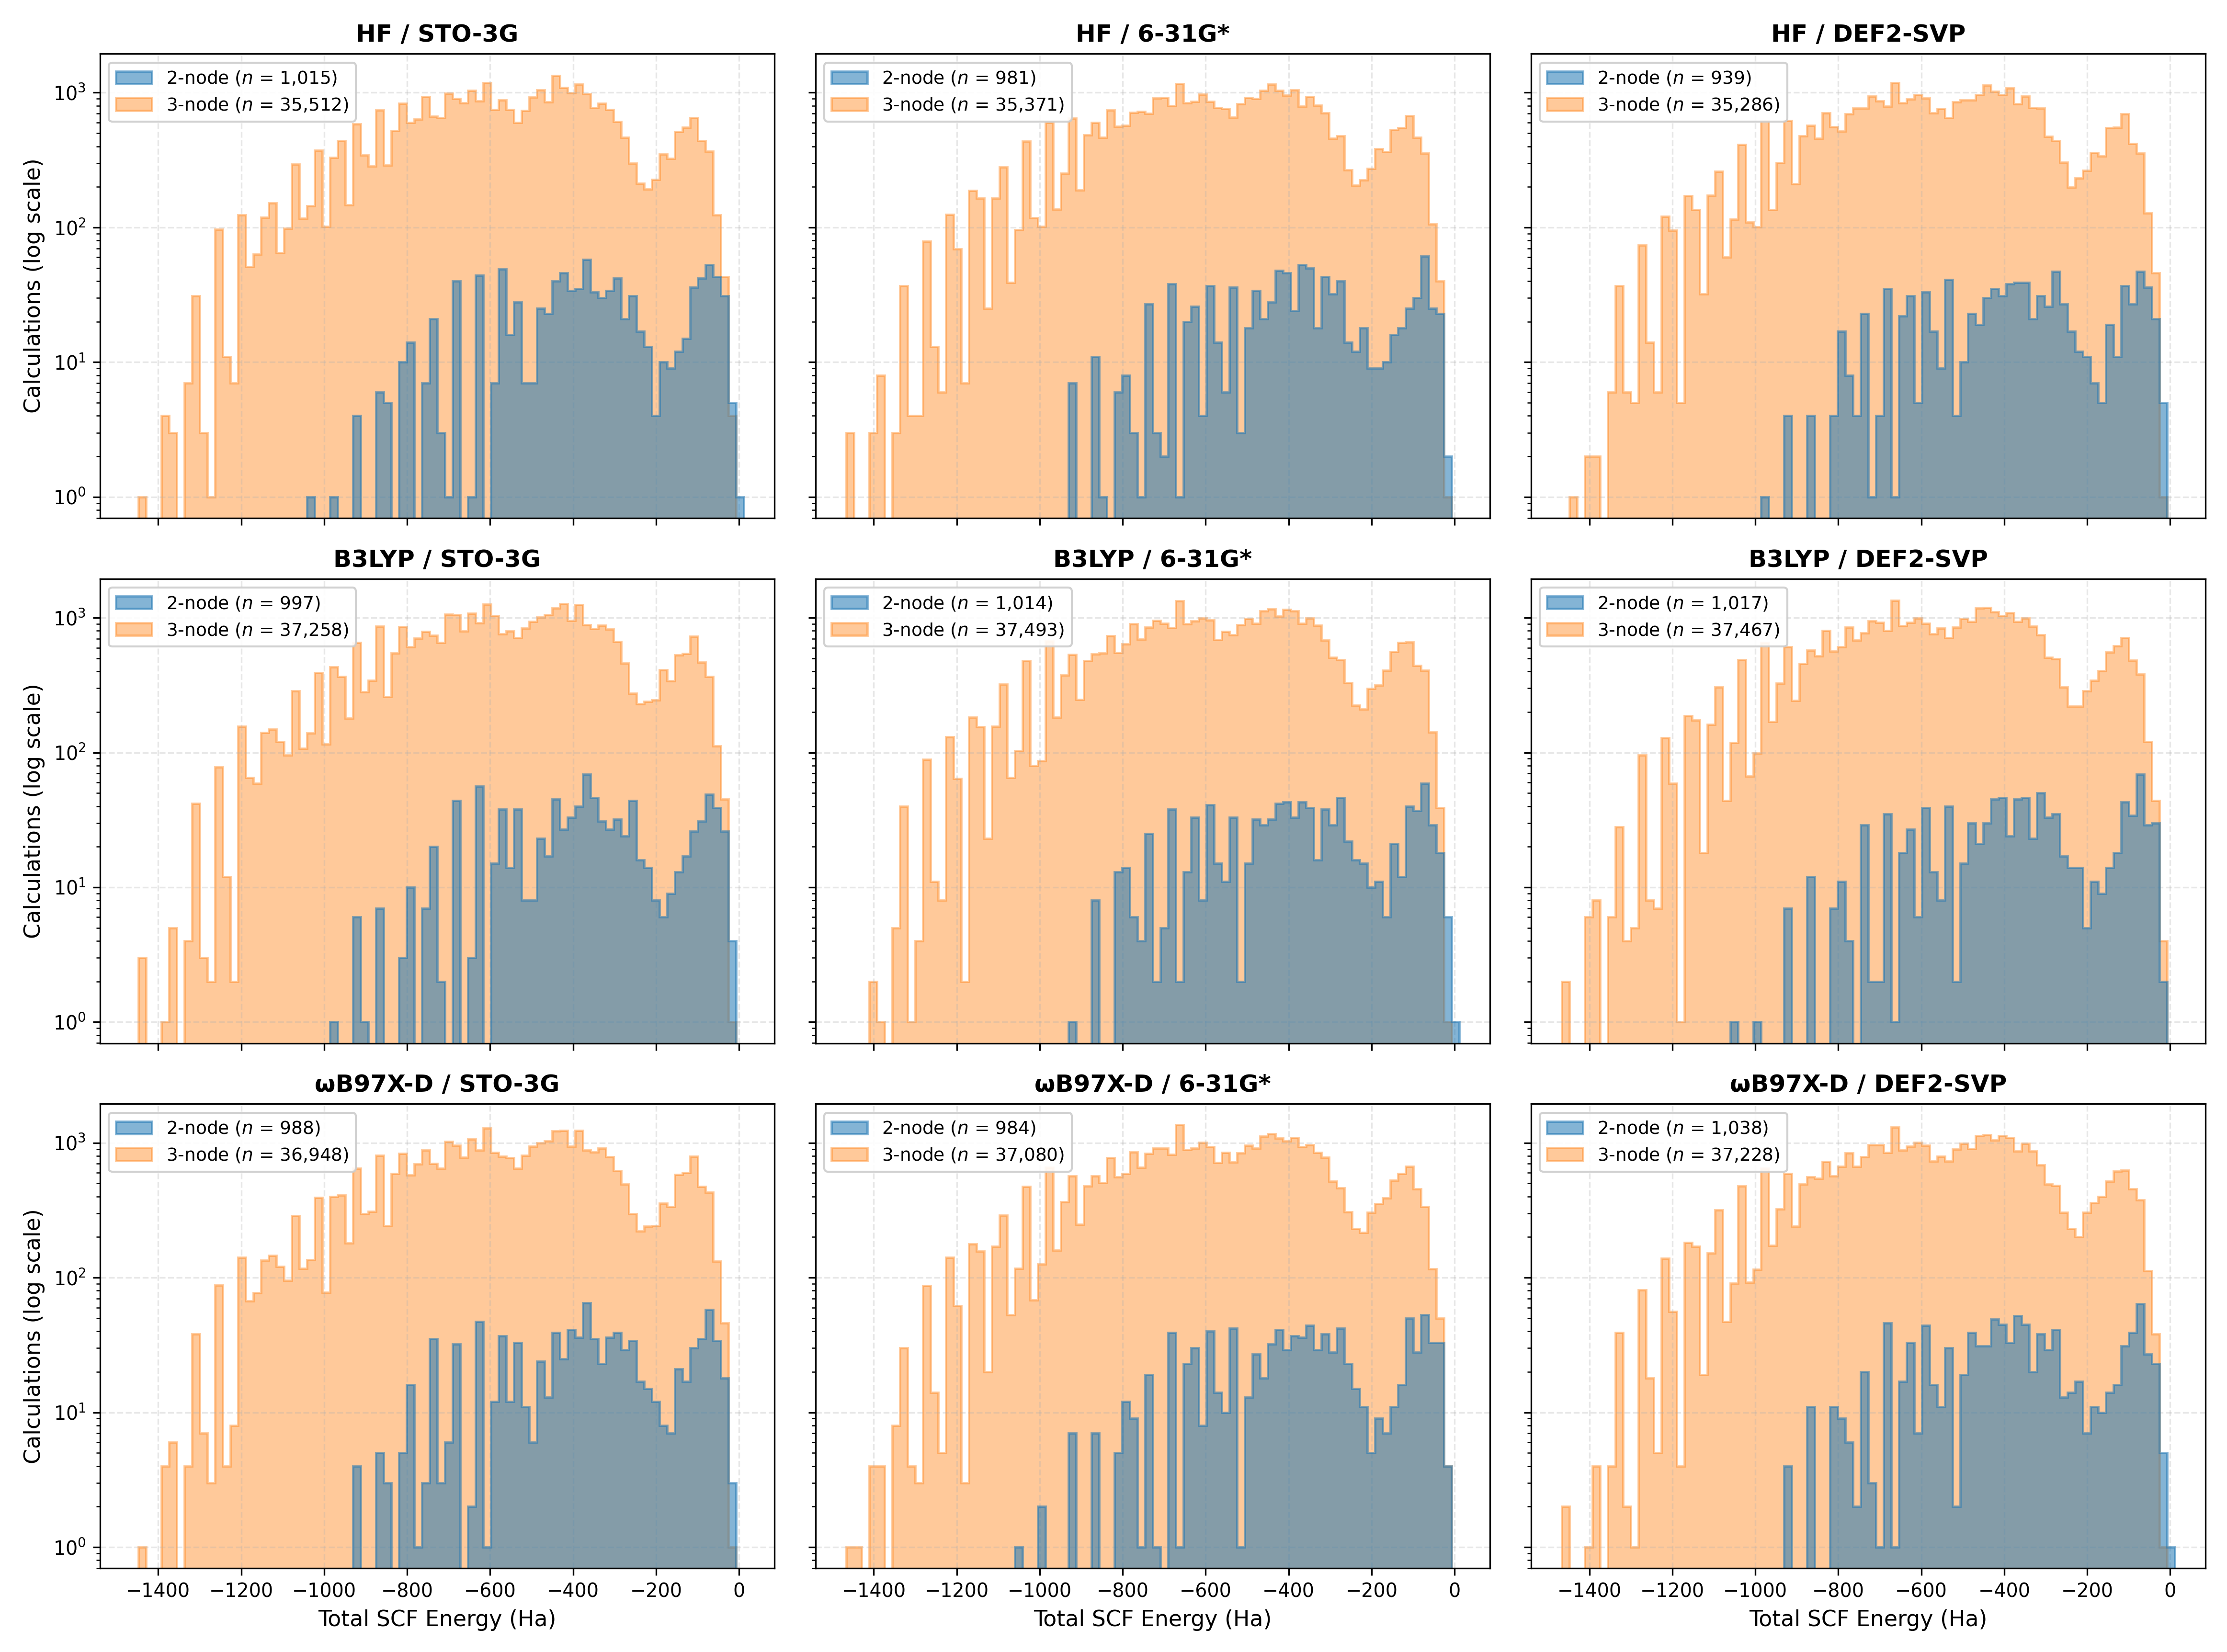 HF / STO-3G
2-node (n = 1,015)
3-node (n = 35,512)
10³
10²
10¹
10⁰
Calculations (log scale)
HF / 6-31G*
2-node (n = 981)
3-node (n = 35,371)
HF / DEF2-SVP
2-node (n = 939)
3-node (n = 35,286)
B3LYP / STO-3G
2-node (n = 997)
3-node (n = 37,258)
10³
10²
10¹
10⁰
Calculations (log scale)
B3LYP / 6-31G*
2-node (n = 1,014)
3-node (n = 37,493)
B3LYP / DEF2-SVP
2-node (n = 1,017)
3-node (n = 37,467)
ωB97X-D / STO-3G
2-node (n = 988)
3-node (n = 36,948)
10³
10²
10¹
10⁰
Calculations (log scale)
−1400 −1200 −1000 −800 −600 −400 −200 0
Total SCF Energy (Ha)
ωB97X-D / 6-31G*
2-node (n = 984)
3-node (n = 37,080)
−1400 −1200 −1000 −800 −600 −400 −200 0
Total SCF Energy (Ha)
ωB97X-D / DEF2-SVP
2-node (n = 1,038)
3-node (n = 37,228)
−1400 −1200 −1000 −800 −600 −400 −200 0
Total SCF Energy (Ha)